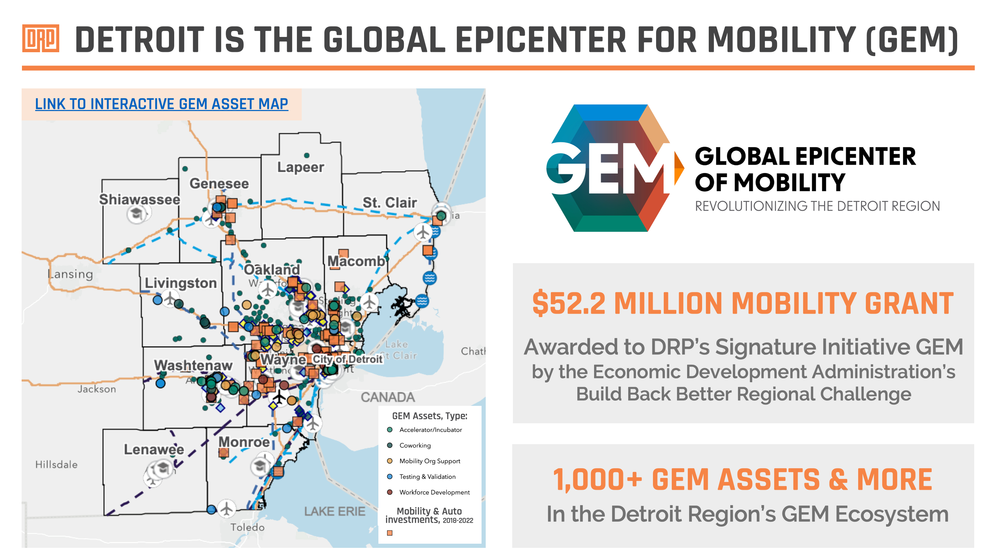 DRP
DETROIT IS THE GLOBAL EPICENTER FOR MOBILITY (GEM)
LINK TO INTERACTIVE GEM ASSET MAP
Lapeer
Genesee
Shiawassee
St. Clair
Macomb
Oakland
Lansing
Livingston
Lake
St Clair
Wayne
City of Detroit
Washtenaw
Jackson
CANADA
Monroe
Lenawee
Hillsdale
LAKE ERIE
Toledo
GEM Assets, Type:
Accelerator/Incubator
Coworking
Mobility Org Support
Testing & Validation
Workforce Development
Mobility & Auto
investments, 2018-2022
GEM
GLOBAL EPICENTER
OF MOBILITY
REVOLUTIONIZING THE DETROIT REGION
$52.2 MILLION MOBILITY GRANT
Awarded to DRP's Signature Initiative GEM
by the Economic Development Administration's
Build Back Better Regional Challenge
1,000+ GEM ASSETS & MORE
In the Detroit Region's GEM Ecosystem